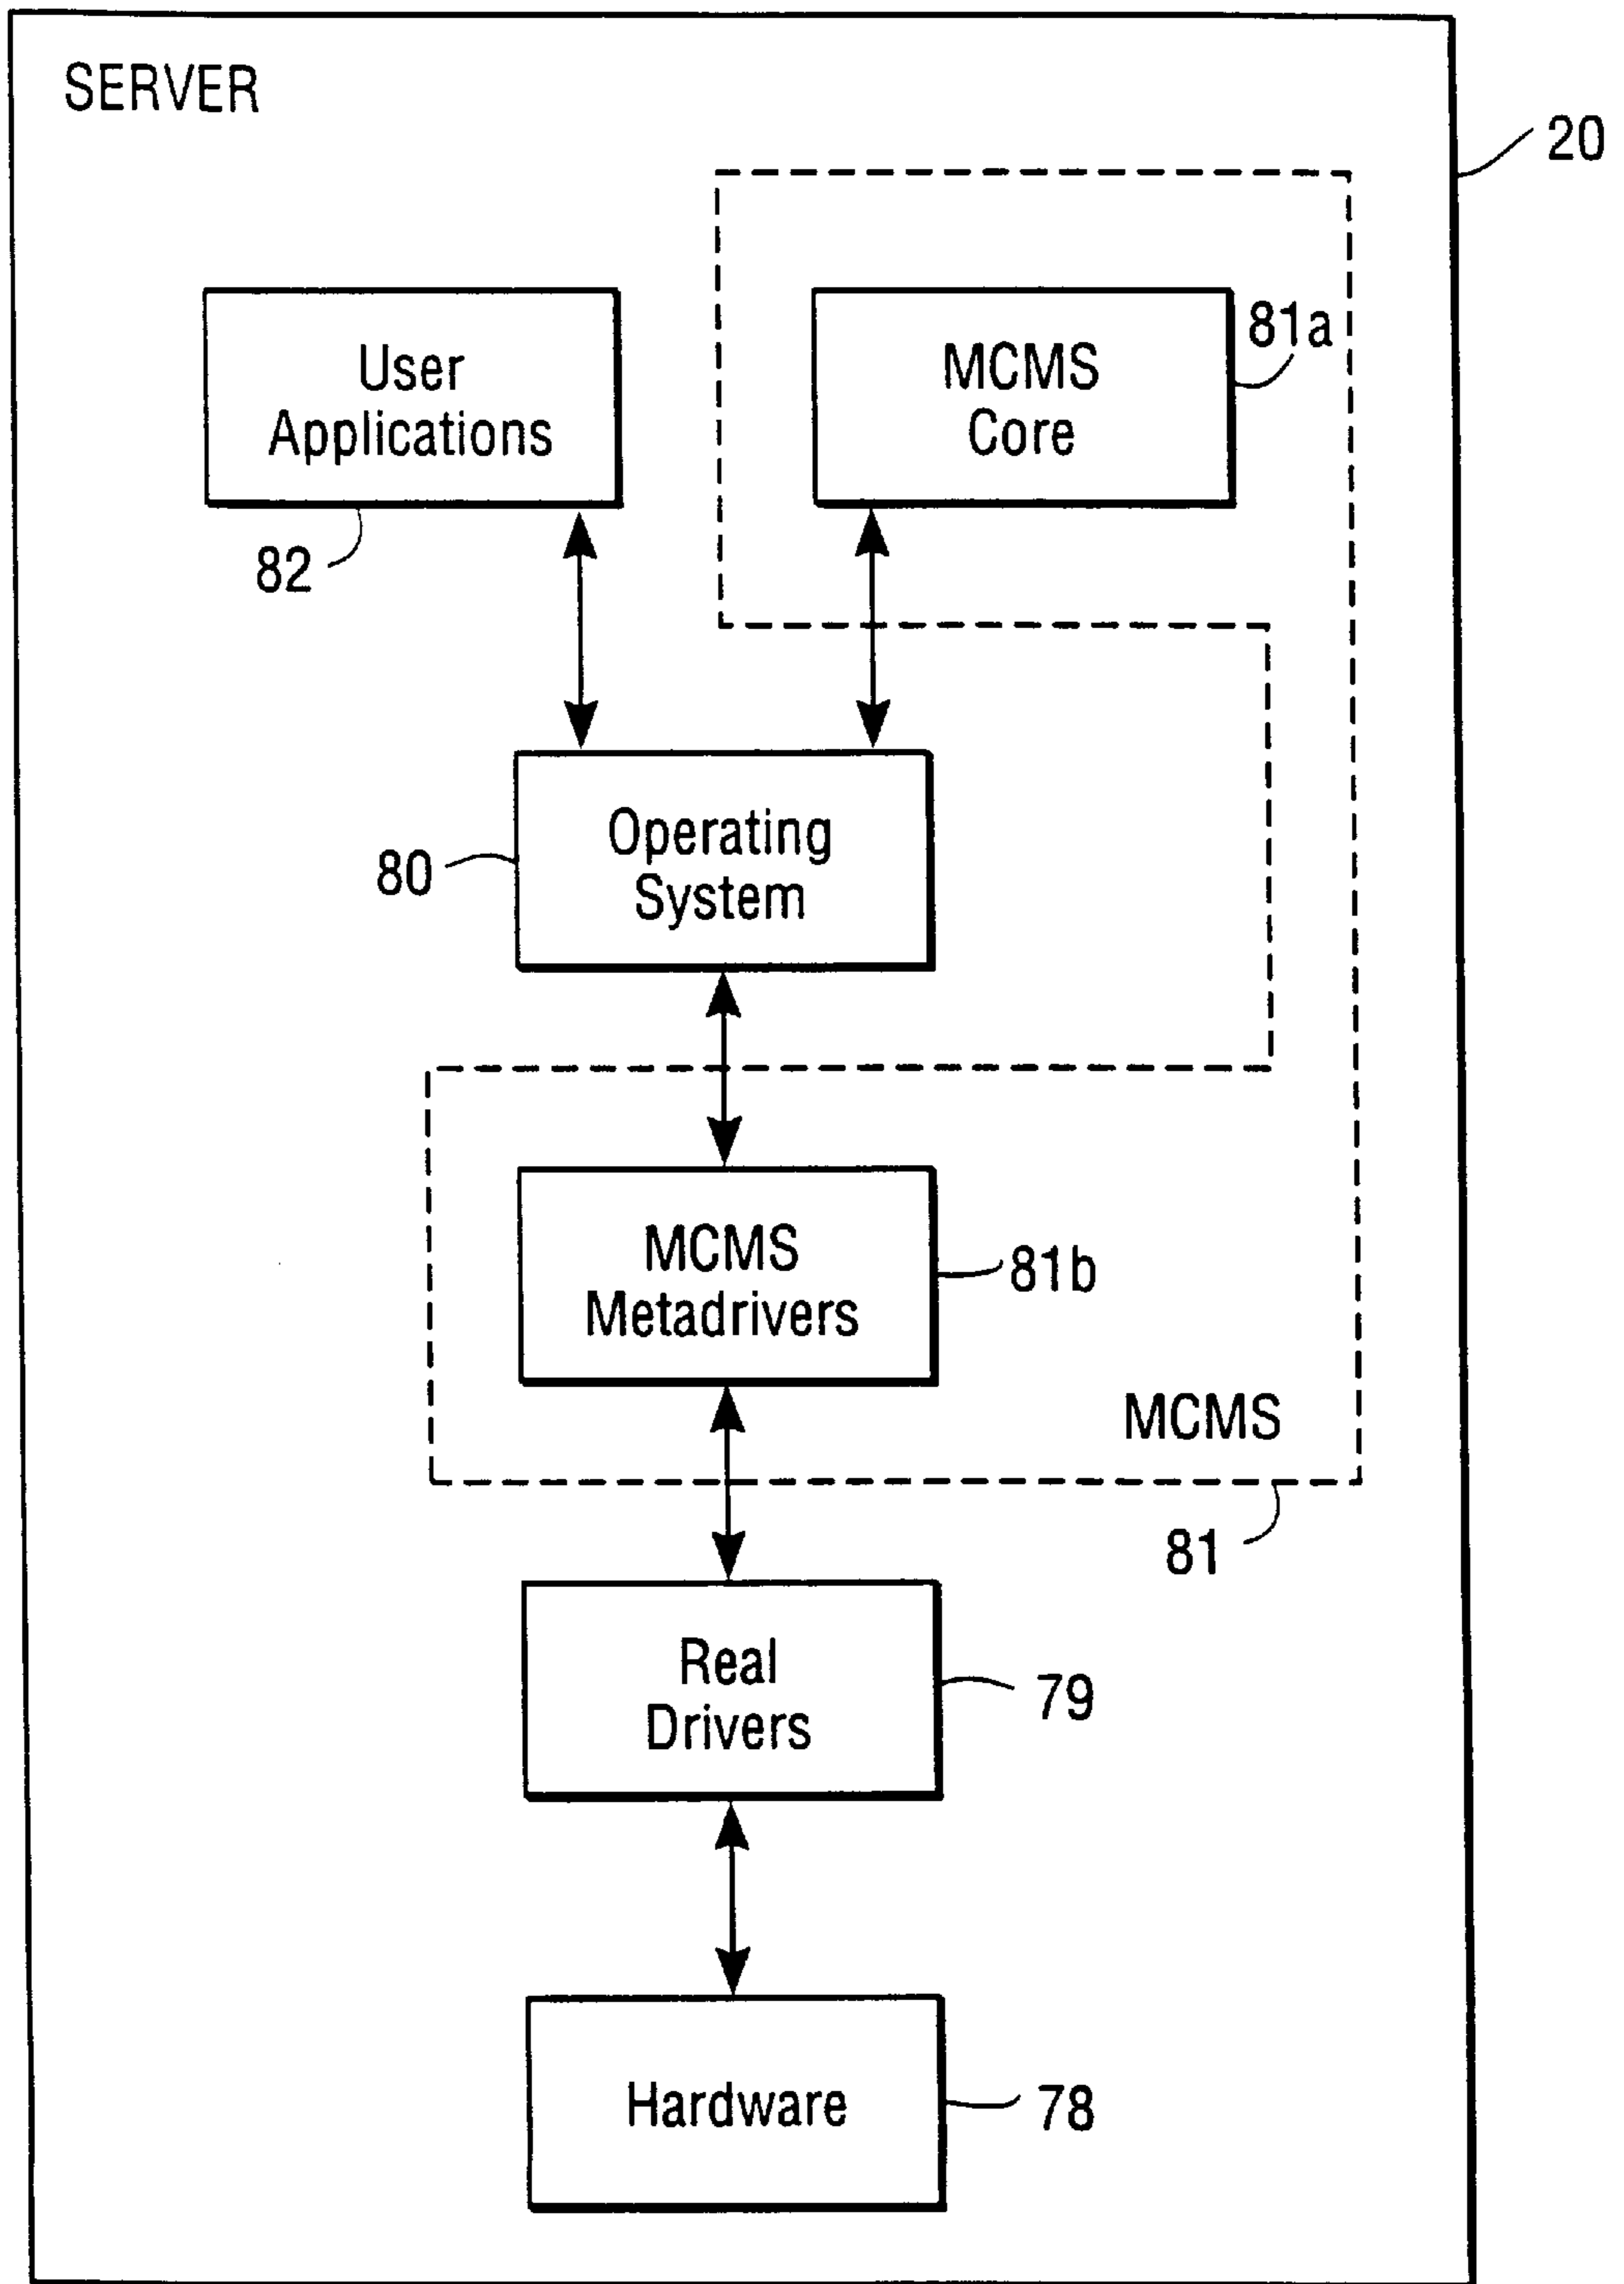 SERVER
20
User
Applications
82
MCMS
Core
81a
Operating
System
80
MCMS
Metadrivers
81b
MCMS
81
Real
Drivers
79
Hardware
78